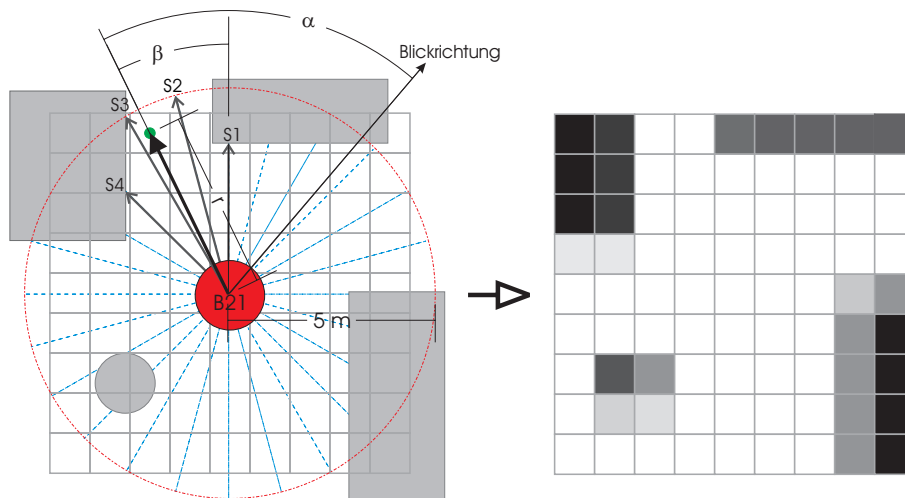 α
β
Blickrichtung
S2
S3
S1
S4
r
B21
5 m